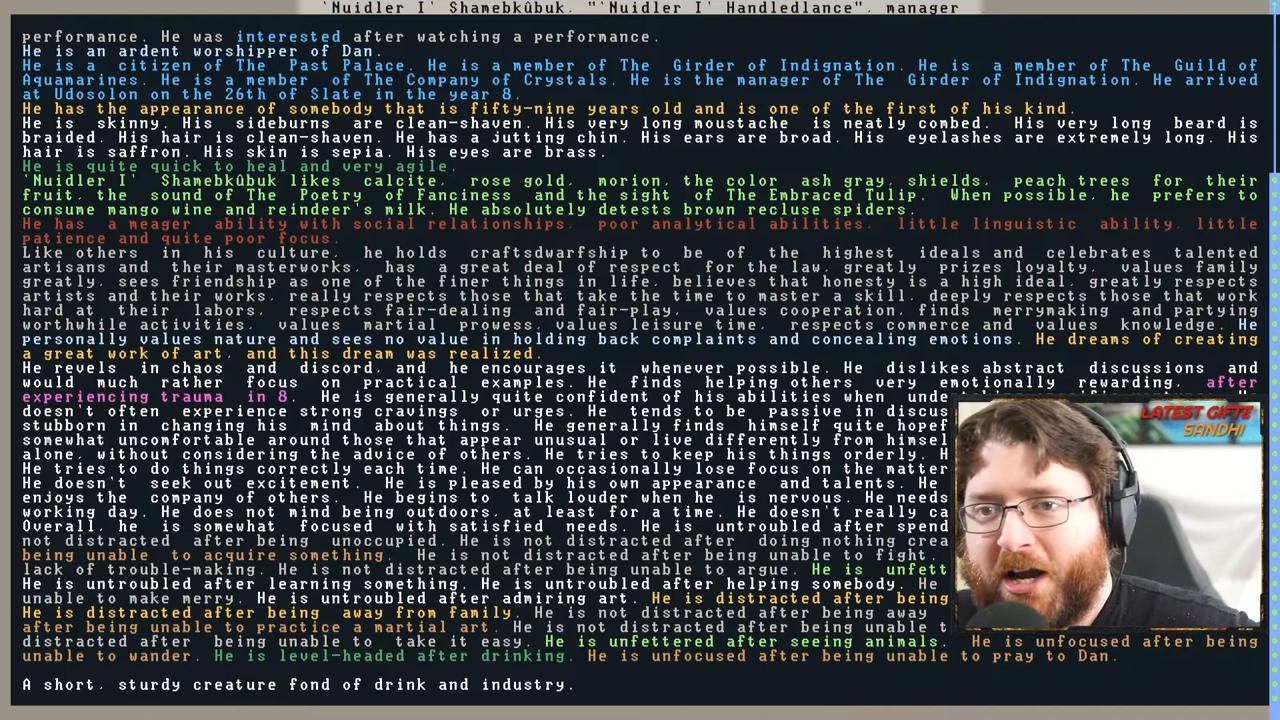 `Nuidler I' Shamebkûbuk, "`Nuidler I' Handledlance", manager
performance. He was interested after watching a performance.
He is an ardent worshipper of Dan.
He is a citizen of The Past Palace. He is a member of The Girder of Indignation. He is a member of The Guild of
Aquamarines. He is a member of The Company of Crystals. He is the manager of The Girder of Indignation. He arrived
at Udosolon on the 26th of Slate in the year 8.
He has the appearance of somebody that is fifty-nine years old and is one of the first of his kind.
He is skinny. His sideburns are clean-shaven. His very long moustache is neatly combed. His very long beard is
braided. His hair is clean-shaven. He has a jutting chin. His ears are broad. His eyelashes are extremely long. His
hair is saffron. His skin is sepia. His eyes are brass.
He is quite quick to heal and very agile.
`Nuidler I' Shamebkûbuk likes calcite, rose gold, morion, the color ash gray, shields, peach trees for their
fruit, the sound of The Poetry of Fanciness and the sight of The Embraced Tulip. When possible, he prefers to
consume mango wine and reindeer's milk. He absolutely detests brown recluse spiders.
He has a meager ability with social relationships, poor analytical abilities, little linguistic ability, little
patience and quite poor focus.
Like others in his culture, he holds craftsdwarfship to be of the highest ideals and celebrates talented
artisans and their masterworks, has a great deal of respect for the law, greatly prizes loyalty, values family
greatly, sees friendship as one of the finer things in life, believes that honesty is a high ideal, greatly respects
artists and their works, really respects those that take the time to master a skill, deeply respects those that work
hard at their labors, respects fair-dealing and fair-play, values cooperation, finds merrymaking and partying
worthwhile activities, values martial prowess, values leisure time, respects commerce and values knowledge. He
personally values nature and sees no value in holding back complaints and concealing emotions. He dreams of creating
a great work of art, and this dream was realized.
He revels in chaos and discord, and he encourages it whenever possible. He dislikes abstract discussions and
would much rather focus on practical examples. He finds helping others very emotionally rewarding, after
experiencing trauma in 8. He is generally quite confident of his abilities when unde
doesn't often experience strong cravings urges. He tends to be passive in discus
stubborn in changing his mind about thi He generally finds himself quite hopef
somewhat uncomfortable around those that appear unusual or live differently from himsel
alone, without considering the advice of others. He tries to keep his things orderly. H
He tries to do things correctly each time. He can occasionally lose focus on the matter
He doesn't seek out excitement. He is pleased by his own appearance and talents. He
enjoys the company of others. He begins to talk louder when he is nervous. He needs
working day. He does not mind being outdoors, at least for a time. He doesn't really ca
Overall, he is somewhat focused with satisfied needs. He is untroubled after spend
not distracted after being unoccupied. He is not distracted after doing nothing crea
being unable to acquire something. He is not distracted after being unable to fight.
lack of trouble-making. He is not distracted after being unable to argue. He is unfett
He is untroubled after learning something. He is untroubled after helping somebody. He
unable to make merry. He is untroubled after admiring art. He is distracted after being
He is distracted after being away from family. He is not distracted after being away
after being unable to practice a martial art. He is not distracted after being unable t
distracted after being unable to take it easy. He is unfettered after seeing animals. He is unfocused after being
unable to wander. He is level-headed after drinking. He is unfocused after being unable to pray to Dan.
A short, sturdy creature fond of drink and industry.
LATEST GIFTE
SANDHI